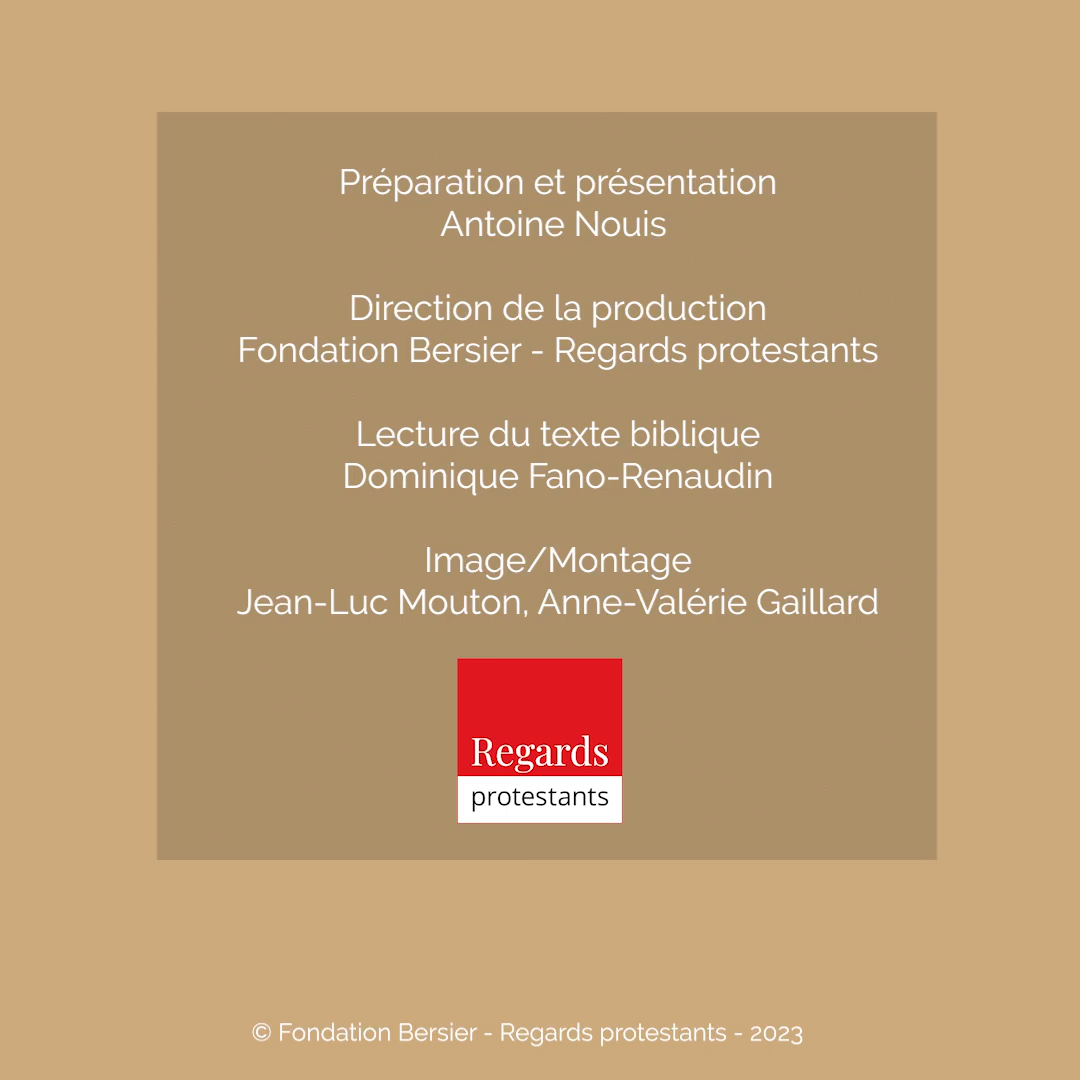 Préparation et présentation
Antoine Nouis
Direction de la production
Fondation Bersier - Regards protestants
Lecture du texte biblique
Dominique Fano-Renaudin
Image/Montage
Jean-Luc Mouton, Anne-Valérie Gaillard
Regards
protestants
© Fondation Bersier - Regards protestants - 2023